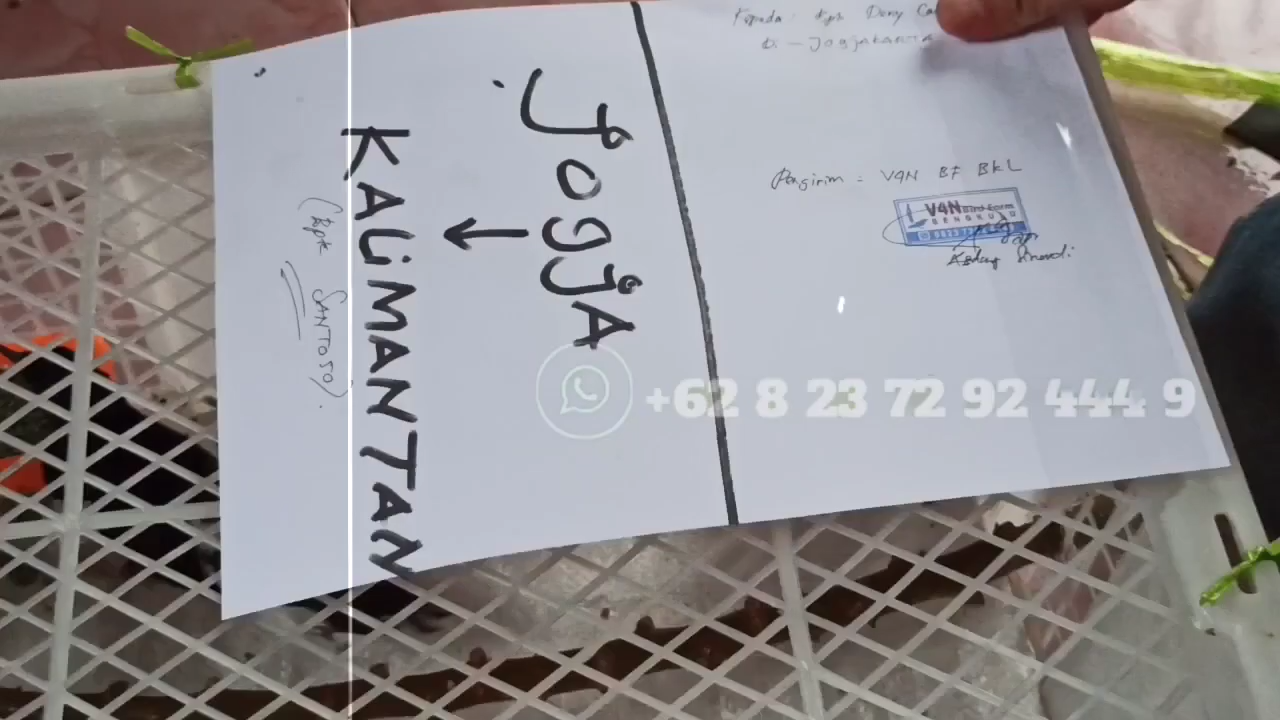 Kepada : Bpk Deny
di - JOGJAKARTA
Pengirim = V4N BF BKL
V4N Bird Farm
BENGKULU
JogJA
↓
KALiMANTAN
(Bpk SANTOSO).
+62 8 23 72 92 444 9